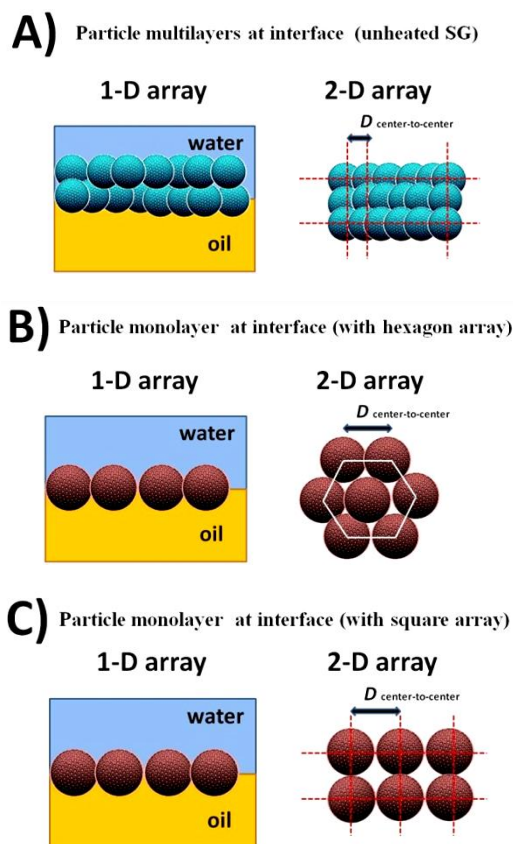 A) Particle multilayers at interface (unheated SG)
1-D array
2-D array
D center-to-center
water
oil
B) Particle monolayer at interface (with hexagon array)
1-D array
2-D array
D center-to-center
water
oil
C) Particle monolayer at interface (with square array)
1-D array
2-D array
D center-to-center
water
oil